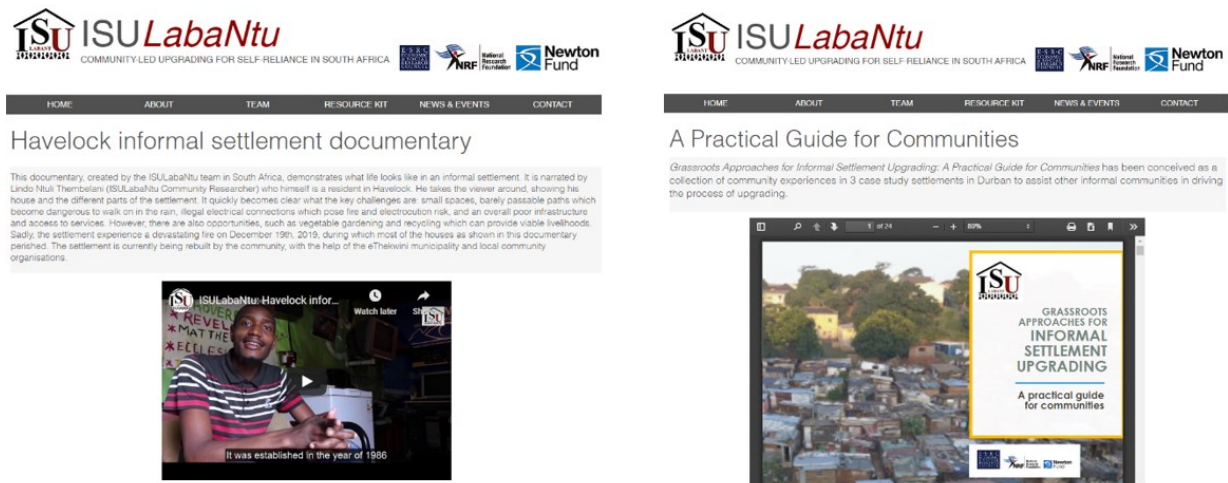 ISU
LABANTU
ISULabaNtu
COMMUNITY-LED UPGRADING FOR SELF-RELIANCE IN SOUTH AFRICA
E·S·R·C
ECONOMIC
& SOCIAL
RESEARCH
COUNCIL
NRF
National
Research
Foundation
Newton
Fund
HOME ABOUT TEAM RESOURCE KIT NEWS & EVENTS CONTACT
Havelock informal settlement documentary
This documentary, created by the ISULabaNtu team in South Africa, demonstrates what life looks like in an informal settlement. It is narrated by
Lindo Ntuli Thembelani (ISULabaNtu Community Researcher) who himself is a resident in Havelock. He takes the viewer around, showing his
house and the different parts of the settlement. It quickly becomes clear what the key challenges are: small spaces, barely passable paths which
become dangerous to walk on in the rain, illegal electrical connections which pose fire and electrocution risk, and an overall poor infrastructure
and access to services. However, there are also opportunities, such as vegetable gardening and recycling which can provide viable livelihoods.
Sadly, the settlement experience a devastating fire on December 19th, 2019, during which most of the houses as shown in this documentary
perished. The settlement is currently being rebuilt by the community, with the help of the eThekwini municipality and local community
organisations.
ISULabaNtu: Havelock infor...
Watch later
ISU
REVEL
MATTHE
It was established in the year of 1986
ISU
ISULabaNtu
COMMUNITY-LED UPGRADING FOR SELF-RELIANCE IN SOUTH AFRICA
NRF
National
Research
Foundation
Newton
Fund
HOME ABOUT TEAM RESOURCE KIT NEWS & EVENTS CONTACT
A Practical Guide for Communities
Grassroots Approaches for Informal Settlement Upgrading: A Practical Guide for Communities has been conceived as a
collection of community experiences in 3 case study settlements in Durban to assist other informal communities in driving
the process of upgrading.
1 of 24
80%
ISU
GRASSROOTS
APPROACHES FOR
INFORMAL
SETTLEMENT
UPGRADING
A practical guide
for communities
NRF
Newton
Fund